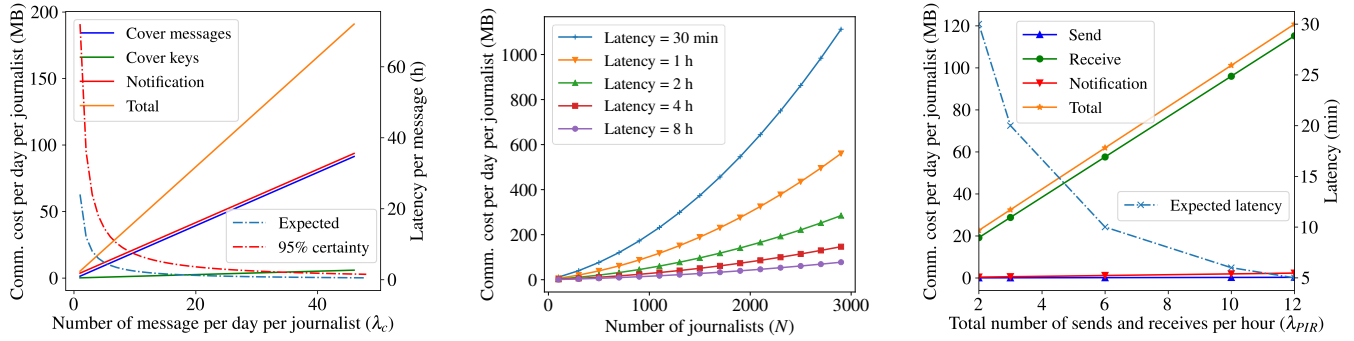 Comm. cost per day per journalist (MB)
200
150
100
50
0
0
20
40
Number of message per day per journalist (λc)
60
40
20
0
Latency per message (h)
Cover messages
Cover keys
Notification
Total
Expected
95% certainty
Comm. cost per day per journalist (MB)
1000
800
600
400
200
0
0
1000
2000
3000
Number of journalists (N)
Latency = 30 min
Latency = 1 h
Latency = 2 h
Latency = 4 h
Latency = 8 h
Comm. cost per day per journalist (MB)
120
100
80
60
40
20
0
2
4
6
8
10
12
Total number of sends and receives per hour (λPIR)
30
25
20
15
10
5
Latency (min)
Send
Receive
Notification
Total
Expected latency